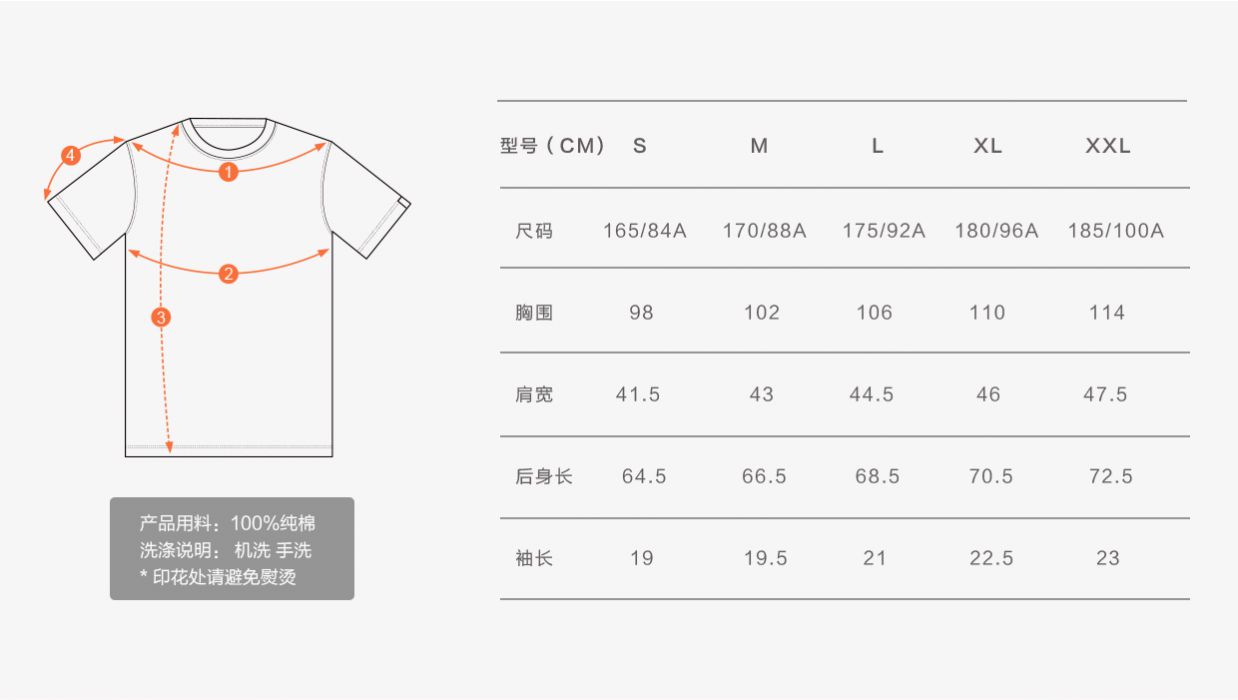 型号（CM） S M L XL XXL
尺码 165/84A 170/88A 175/92A 180/96A 185/100A
胸围 98 102 106 110 114
肩宽 41.5 43 44.5 46 47.5
后身长 64.5 66.5 68.5 70.5 72.5
袖长 19 19.5 21 22.5 23
4
1
2
3
产品用料：100%纯棉
洗涤说明： 机洗 手洗
* 印花处请避免熨烫